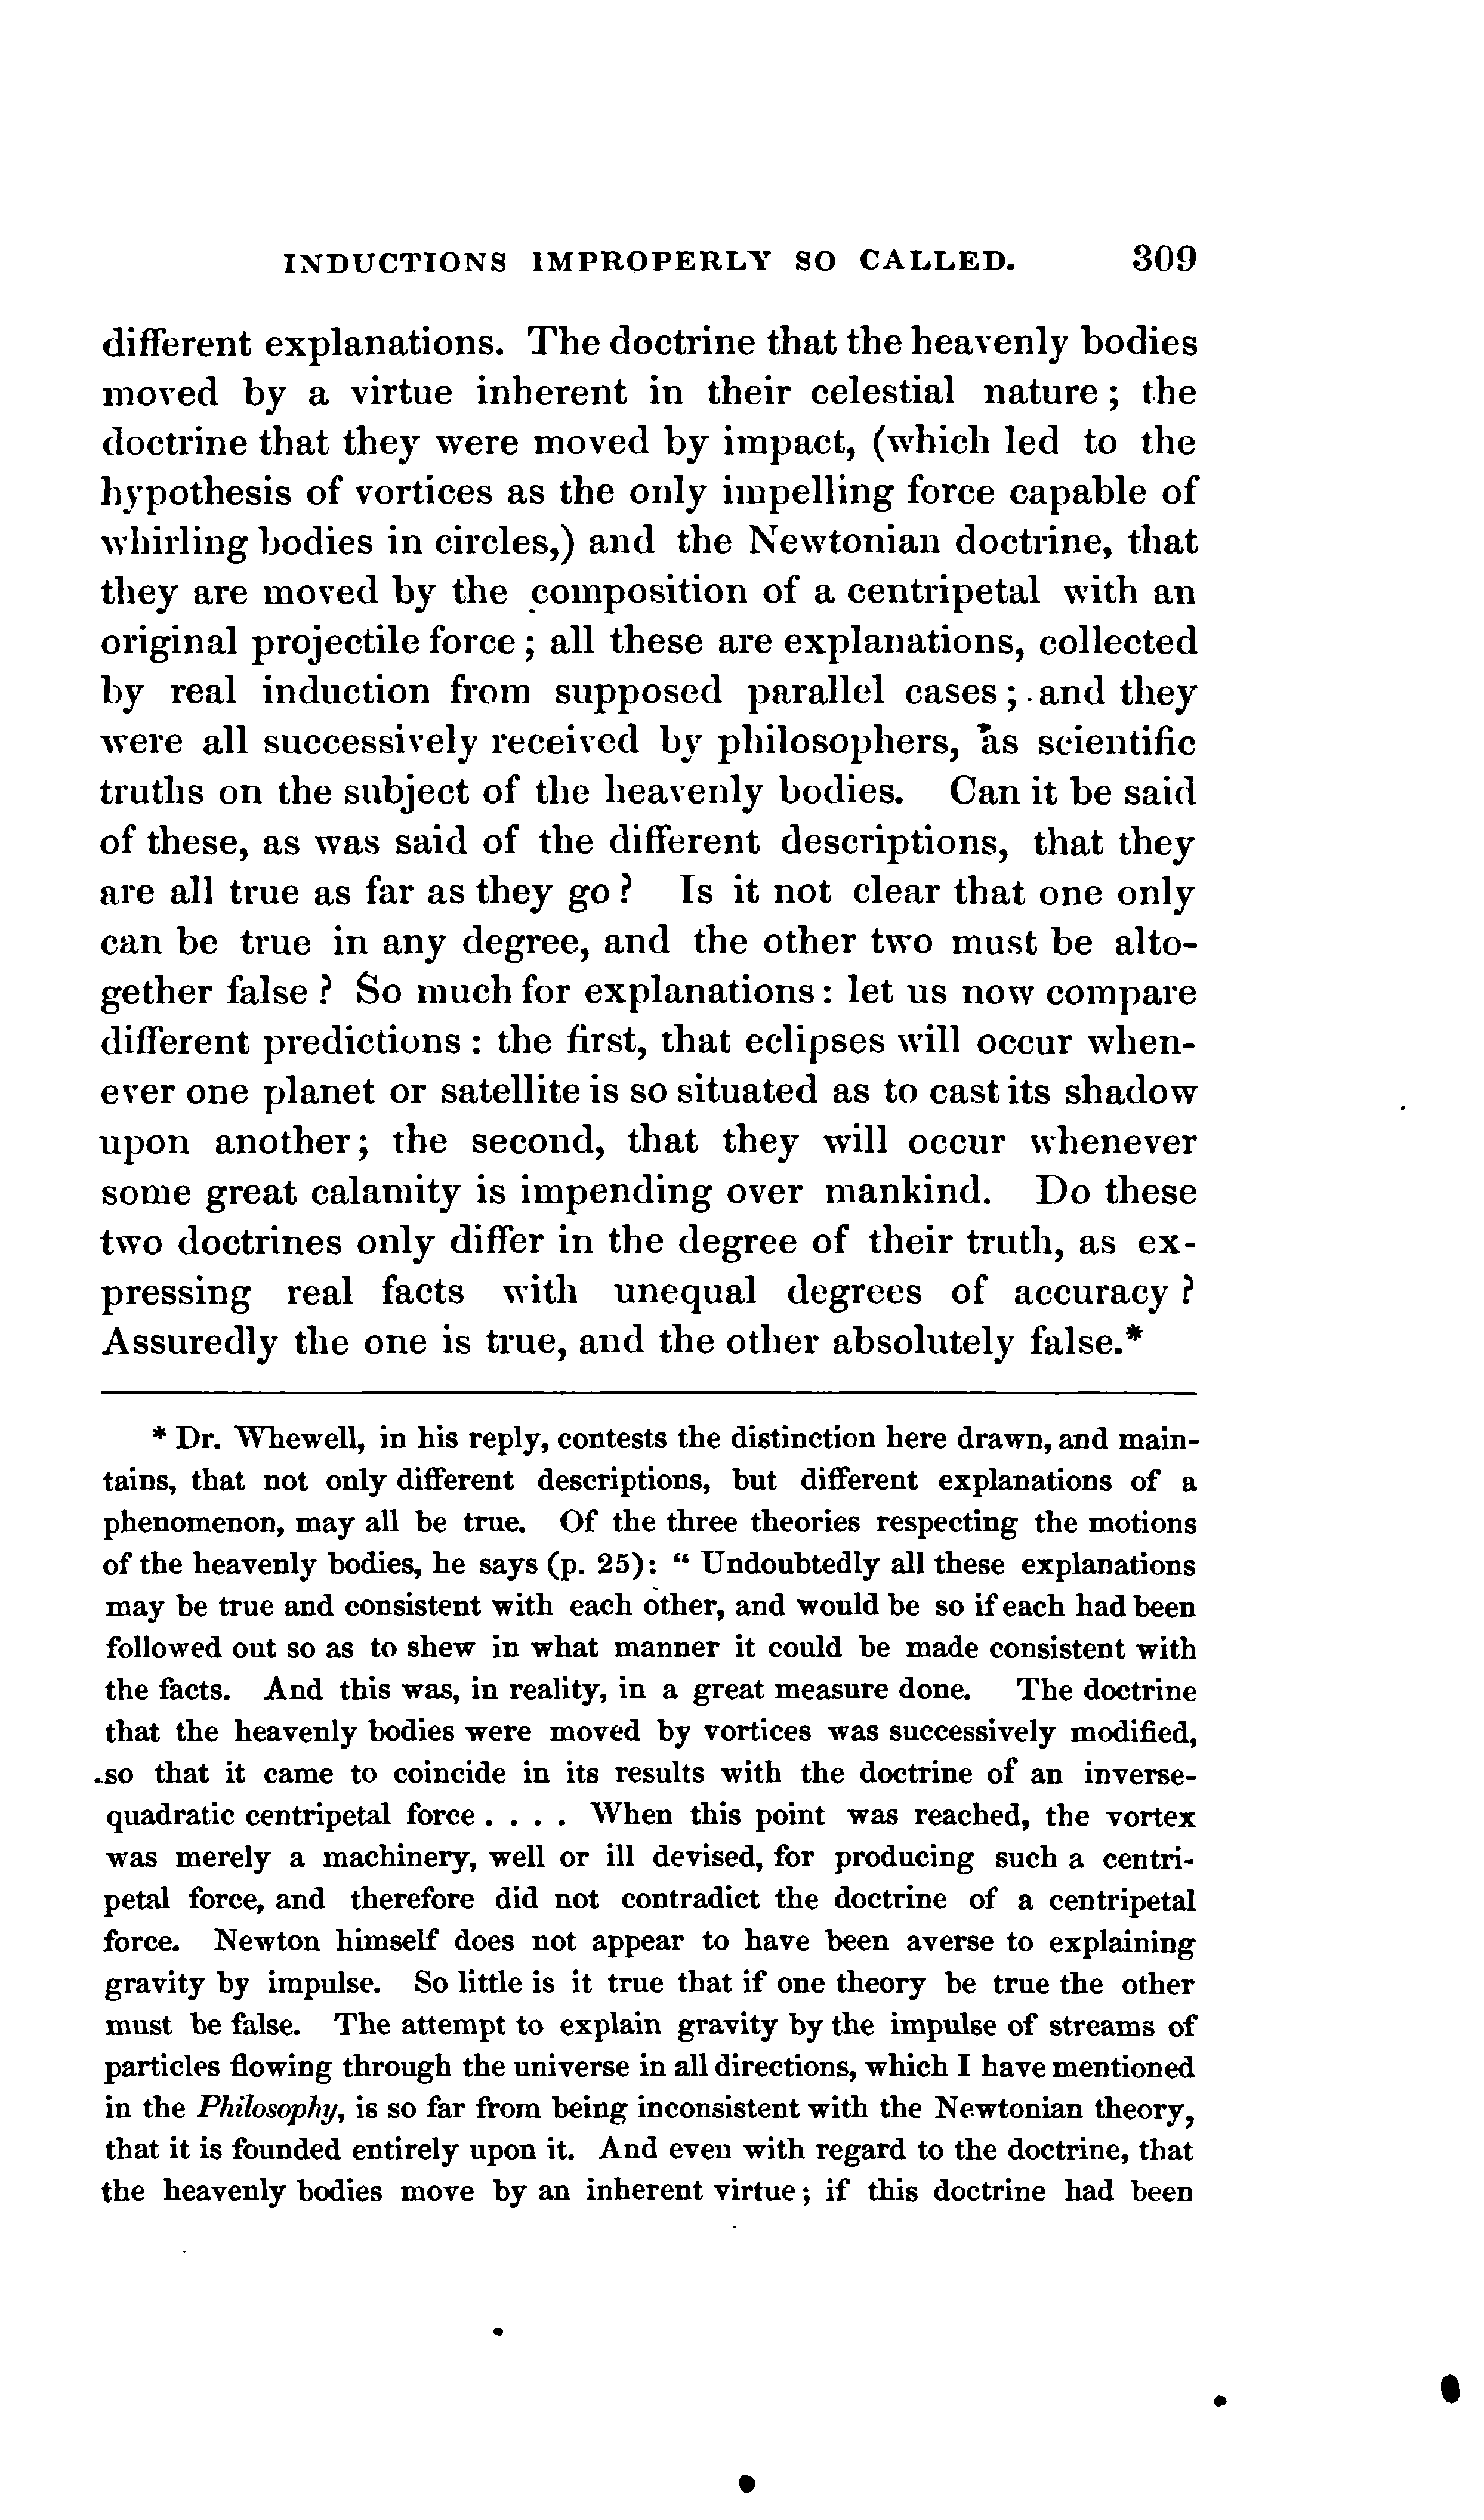 INDUCTIONS IMPROPERLY SO CALLED. 309
different explanations. The doctrine that the heavenly bodies
moved by a virtue inherent in their celestial nature; the
doctrine that they were moved by impact, (which led to the
hypothesis of vortices as the only impelling force capable of
whirling bodies in circles,) and the Newtonian doctrine, that
they are moved by the composition of a centripetal with an
original projectile force; all these are explanations, collected
by real induction from supposed parallel cases; and they
were all successively received by philosophers, as scientific
truths on the subject of the heavenly bodies. Can it be said
of these, as was said of the different descriptions, that they
are all true as far as they go? Is it not clear that one only
can be true in any degree, and the other two must be alto-
gether false? So much for explanations: let us now compare
different predictions: the first, that eclipses will occur when-
ever one planet or satellite is so situated as to cast its shadow
upon another; the second, that they will occur whenever
some great calamity is impending over mankind. Do these
two doctrines only differ in the degree of their truth, as ex-
pressing real facts with unequal degrees of accuracy?
Assuredly the one is true, and the other absolutely false.*
* Dr. Whewell, in his reply, contests the distinction here drawn, and main-
tains, that not only different descriptions, but different explanations of a
phenomenon, may all be true. Of the three theories respecting the motions
of the heavenly bodies, he says (p. 25): “Undoubtedly all these explanations
may be true and consistent with each other, and would be so if each had been
followed out so as to shew in what manner it could be made consistent with
the facts. And this was, in reality, in a great measure done. The doctrine
that the heavenly bodies were moved by vortices was successively modified,
so that it came to coincide in its results with the doctrine of an inverse-
quadratic centripetal force . . . . When this point was reached, the vortex
was merely a machinery, well or ill devised, for producing such a centri-
petal force, and therefore did not contradict the doctrine of a centripetal
force. Newton himself does not appear to have been averse to explaining
gravity by impulse. So little is it true that if one theory be true the other
must be false. The attempt to explain gravity by the impulse of streams of
particles flowing through the universe in all directions, which I have mentioned
in the Philosophy, is so far from being inconsistent with the Newtonian theory,
that it is founded entirely upon it. And even with regard to the doctrine, that
the heavenly bodies move by an inherent virtue; if this doctrine had been